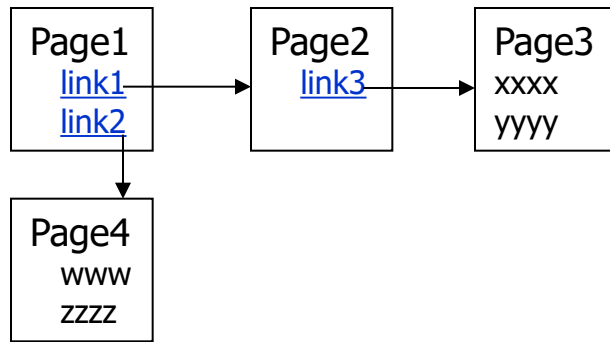 Page1
link1
link2
Page2
link3
Page3
xxxx
yyyy
Page4
www
zzzz